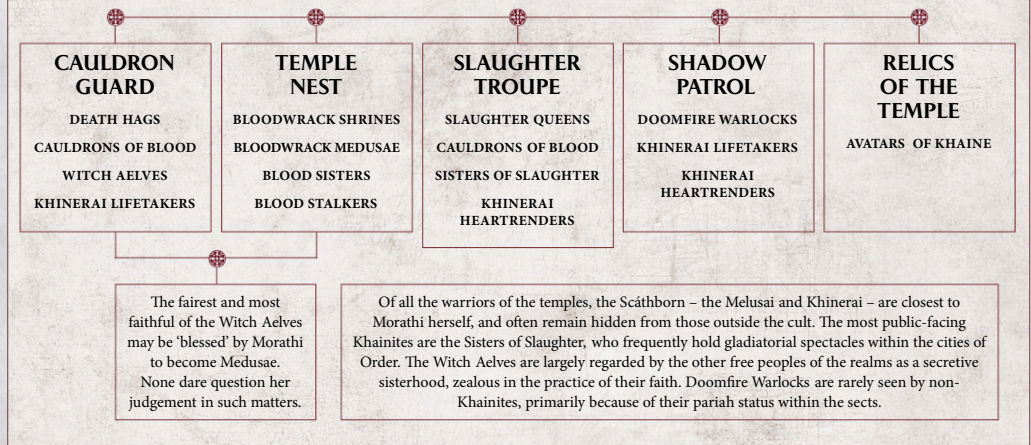 CAULDRON
GUARD
DEATH HAGS
CAULDRONS OF BLOOD
WITCH AELVES
KHINERAI LIFETAKERS
TEMPLE
NEST
BLOODWRACK SHRINES
BLOODWRACK MEDUSAE
BLOOD SISTERS
BLOOD STALKERS
SLAUGHTER
TROUPE
SLAUGHTER QUEENS
CAULDRONS OF BLOOD
SISTERS OF SLAUGHTER
KHINERAI
HEARTRENDERS
SHADOW
PATROL
DOOMFIRE WARLOCKS
KHINERAI LIFETAKERS
KHINERAI
HEARTRENDERS
RELICS
OF THE
TEMPLE
AVATARS OF KHAINE
The fairest and most
faithful of the Witch Aelves
may be ‘blessed’ by Morathi
to become Medusae.
None dare question her
judgement in such matters.
Of all the warriors of the temples, the Scáthborn – the Melusai and Khinerai – are closest to
Morathi herself, and often remain hidden from those outside the cult. The most public-facing
Khainites are the Sisters of Slaughter, who frequently hold gladiatorial spectacles within the cities of
Order. The Witch Aelves are largely regarded by the other free peoples of the realms as a secretive
sisterhood, zealous in the practice of their faith. Doomfire Warlocks are rarely seen by non-
Khainites, primarily because of their pariah status within the sects.